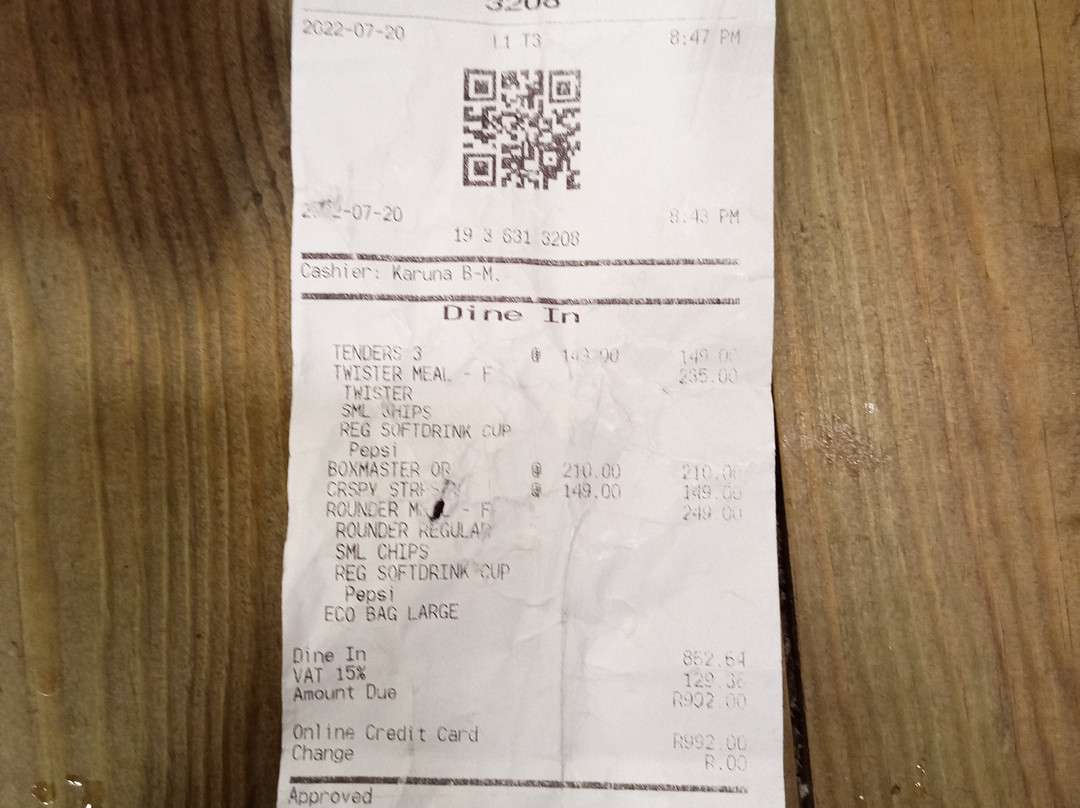 3208
2022-07-20 L1 T3 8:47 PM
-07-20 8:43 PM
19 3 631 3208
Cashier: Karuna B-M.
Dine In
TENDERS 3 @ 149.00 149.00
TWISTER MEAL - F 235.00
TWISTER
SML CHIPS
REG SOFTDRINK CUP
Pepsi
BOXMASTER OR @ 210.00 210.00
CRSPY @ 149.00 149.00
ROUNDER - F 249.00
ROUNDER REGULAR
SML CHIPS
REG SOFTDRINK CUP
Pepsi
ECO BAG LARGE
Dine In 862.64
VAT 15% 129.36
Amount Due R992.00
Online Credit Card R992.00
Change R.00
Approved